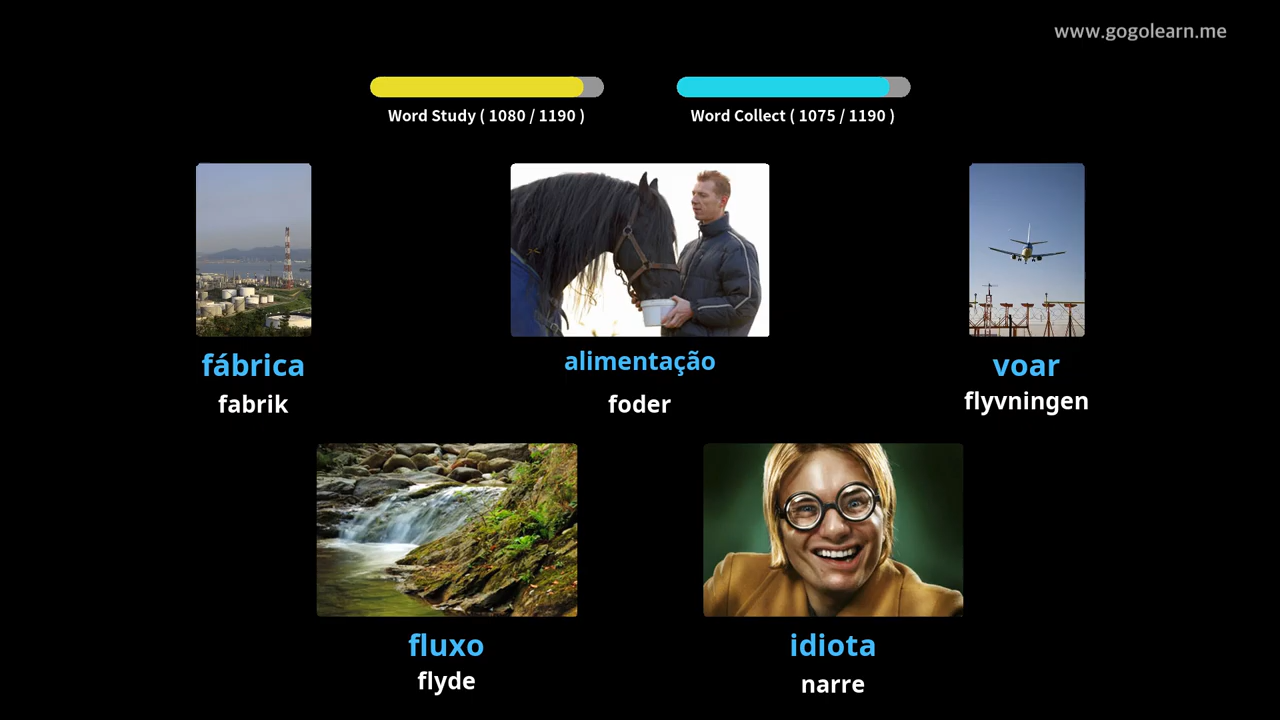 www.gogolearn.me
Word Study ( 1080 / 1190 )
Word Collect ( 1075 / 1190 )
fábrica
fabrik
alimentação
foder
voar
flyvningen
fluxo
flyde
idiota
narre